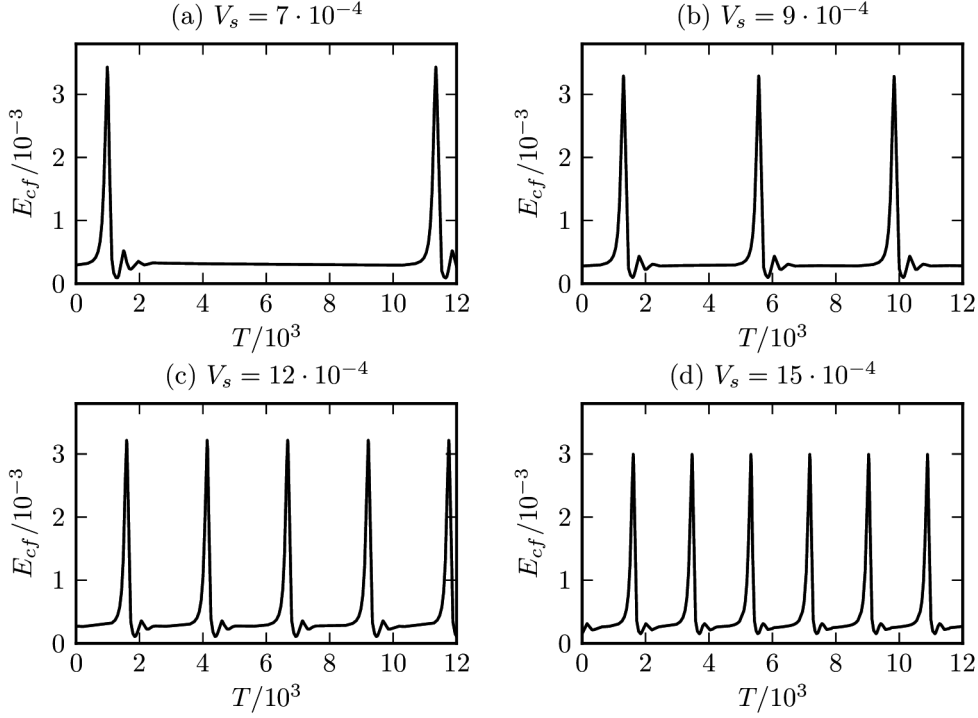 (a) V_s = 7 · 10^{-4}
E_{cf}/10^{-3}
3
2
1
0
0 2 4 6 8 10 12
T/10^3
(b) V_s = 9 · 10^{-4}
E_{cf}/10^{-3}
3
2
1
0
0 2 4 6 8 10 12
T/10^3
(c) V_s = 12 · 10^{-4}
E_{cf}/10^{-3}
3
2
1
0
0 2 4 6 8 10 12
T/10^3
(d) V_s = 15 · 10^{-4}
E_{cf}/10^{-3}
3
2
1
0
0 2 4 6 8 10 12
T/10^3